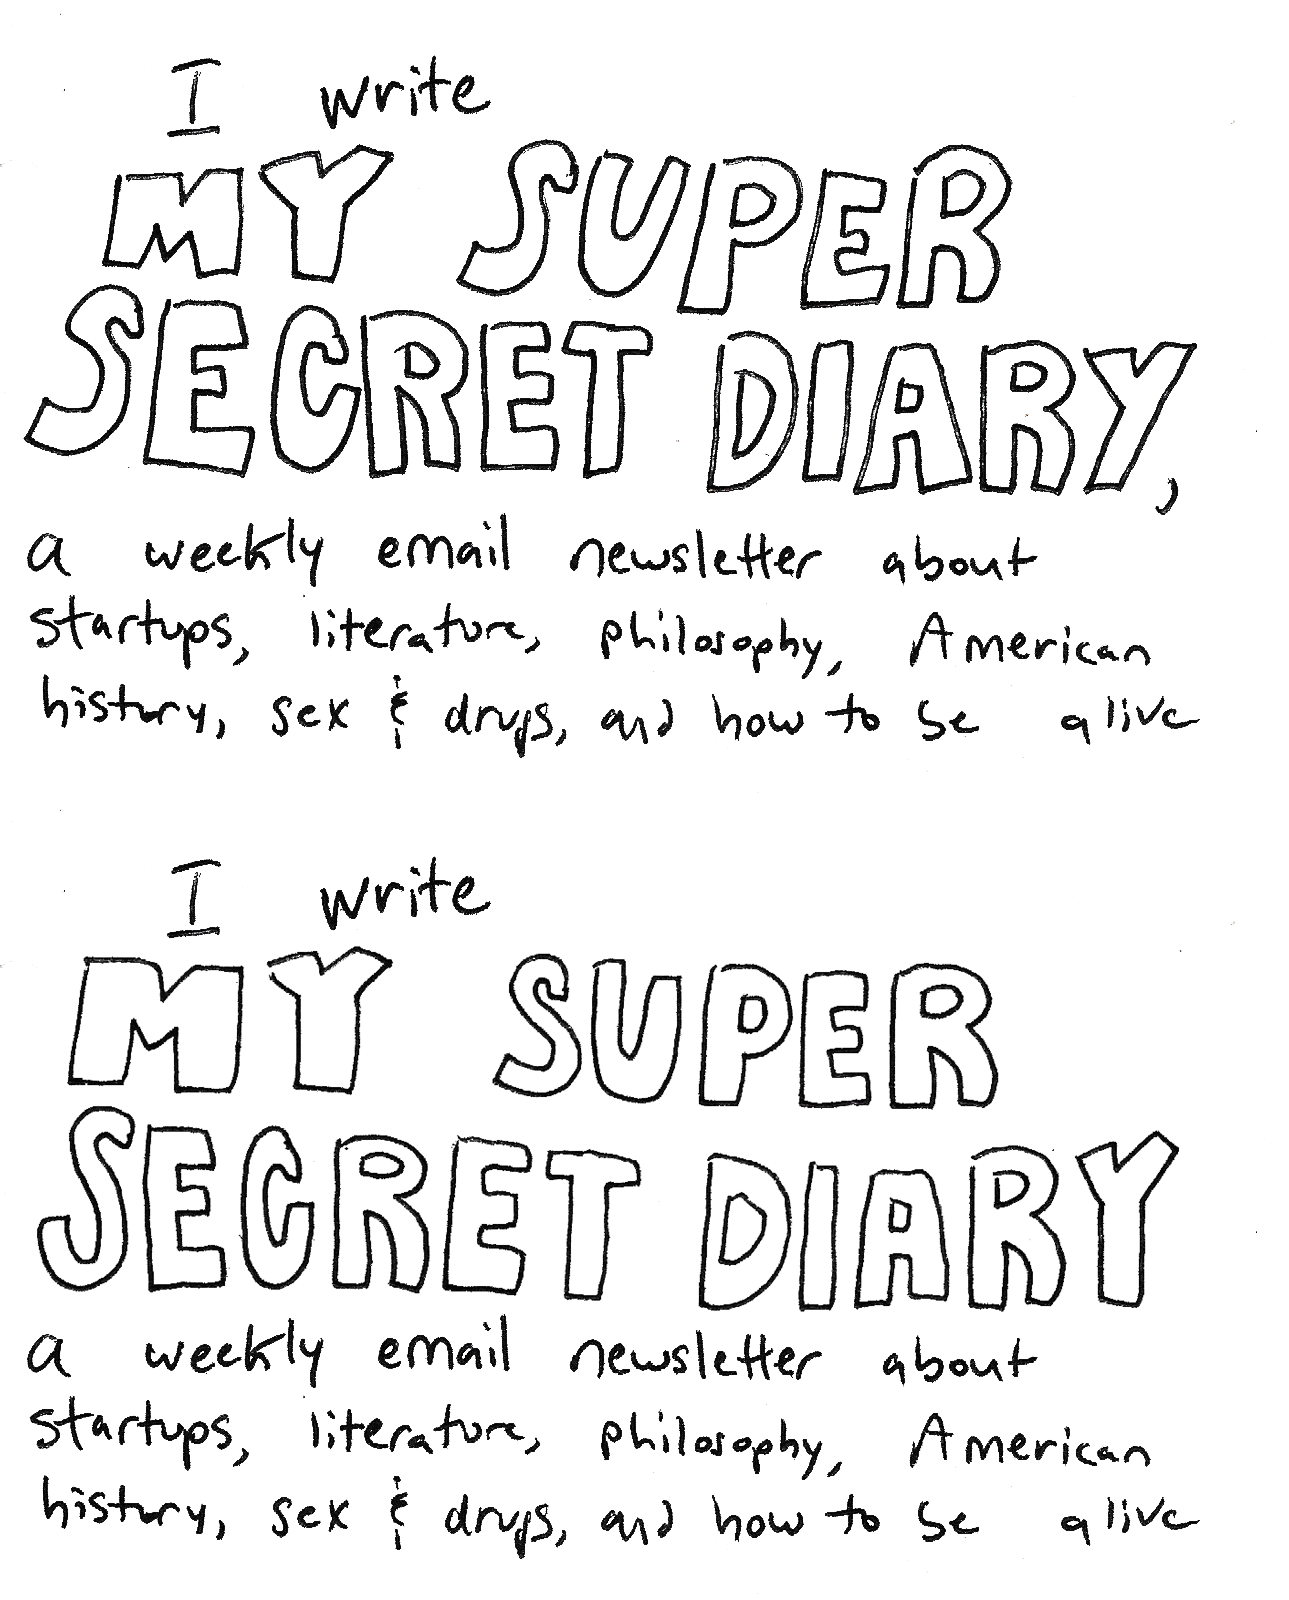 I write
MY SUPER
SECRET DIARY,
a weekly email newsletter about
startups, literature, philosophy, American
history, sex & drugs, and how to be alive
I write
MY SUPER
SECRET DIARY
a weekly email newsletter about
startups, literature, philosophy, American
history, sex & drugs, and how to be alive